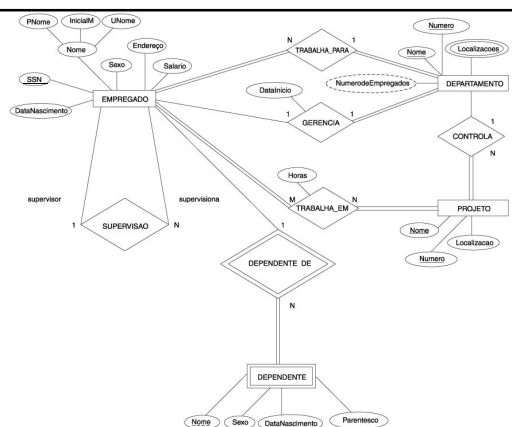 PNome
InicialM
UNome
Nome
Endereço
Sexo
Salario
SSN
DataNascimento
EMPREGADO
N
TRABALHA_PARA
1
Numero
Nome
Localizacoes
NumerodeEmpregados
DEPARTAMENTO
DataInicio
1
GERENCIA
1
1
CONTROLA
N
supervisor
supervisiona
1
SUPERVISAO
N
Horas
M
TRABALHA_EM
N
PROJETO
Nome
Numero
Localizacao
1
DEPENDENTE DE
N
DEPENDENTE
Nome
Sexo
DataNascimento
Parentesco